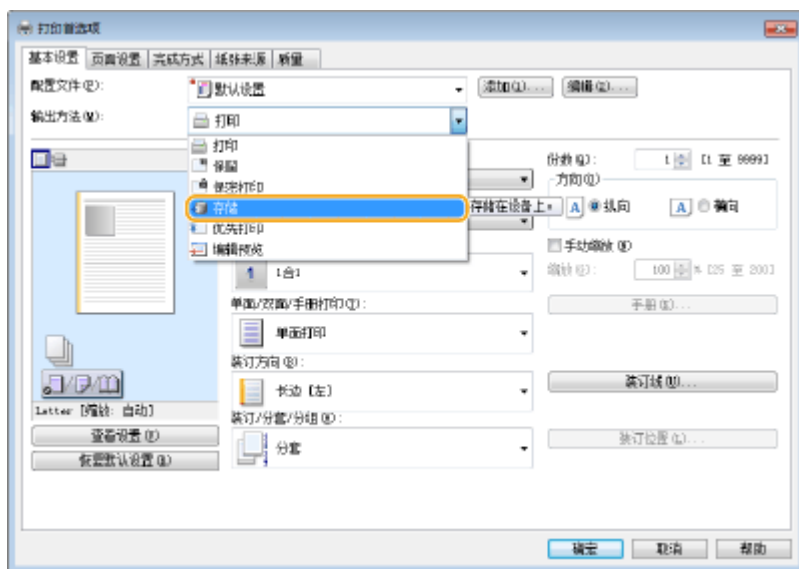 打印首选项
基本设置 页面设置 完成方式 纸张来源 质量
配置文件(F): 默认设置 添加(1)... 编辑(2)...
输出方法(M): 打印
打印
保留
保密打印
存储
存储在设备上。
优先打印
编辑预览
份数(Q): 1 [1 至 9999]
方向(O)
A 纵向 A 横向
手动缩放(N)
缩放(G): 100 % [25 至 200]
1 1合1
单面/双面/手册打印(T):
单面打印
手册(K)...
装订方向(B):
长边 [左]
装订线(U)...
Letter [缩放: 自动]
装订/分套/分组(R):
查看设置(V)
分套
装订位置(L)...
恢复默认设置(A)
确定 取消 帮助